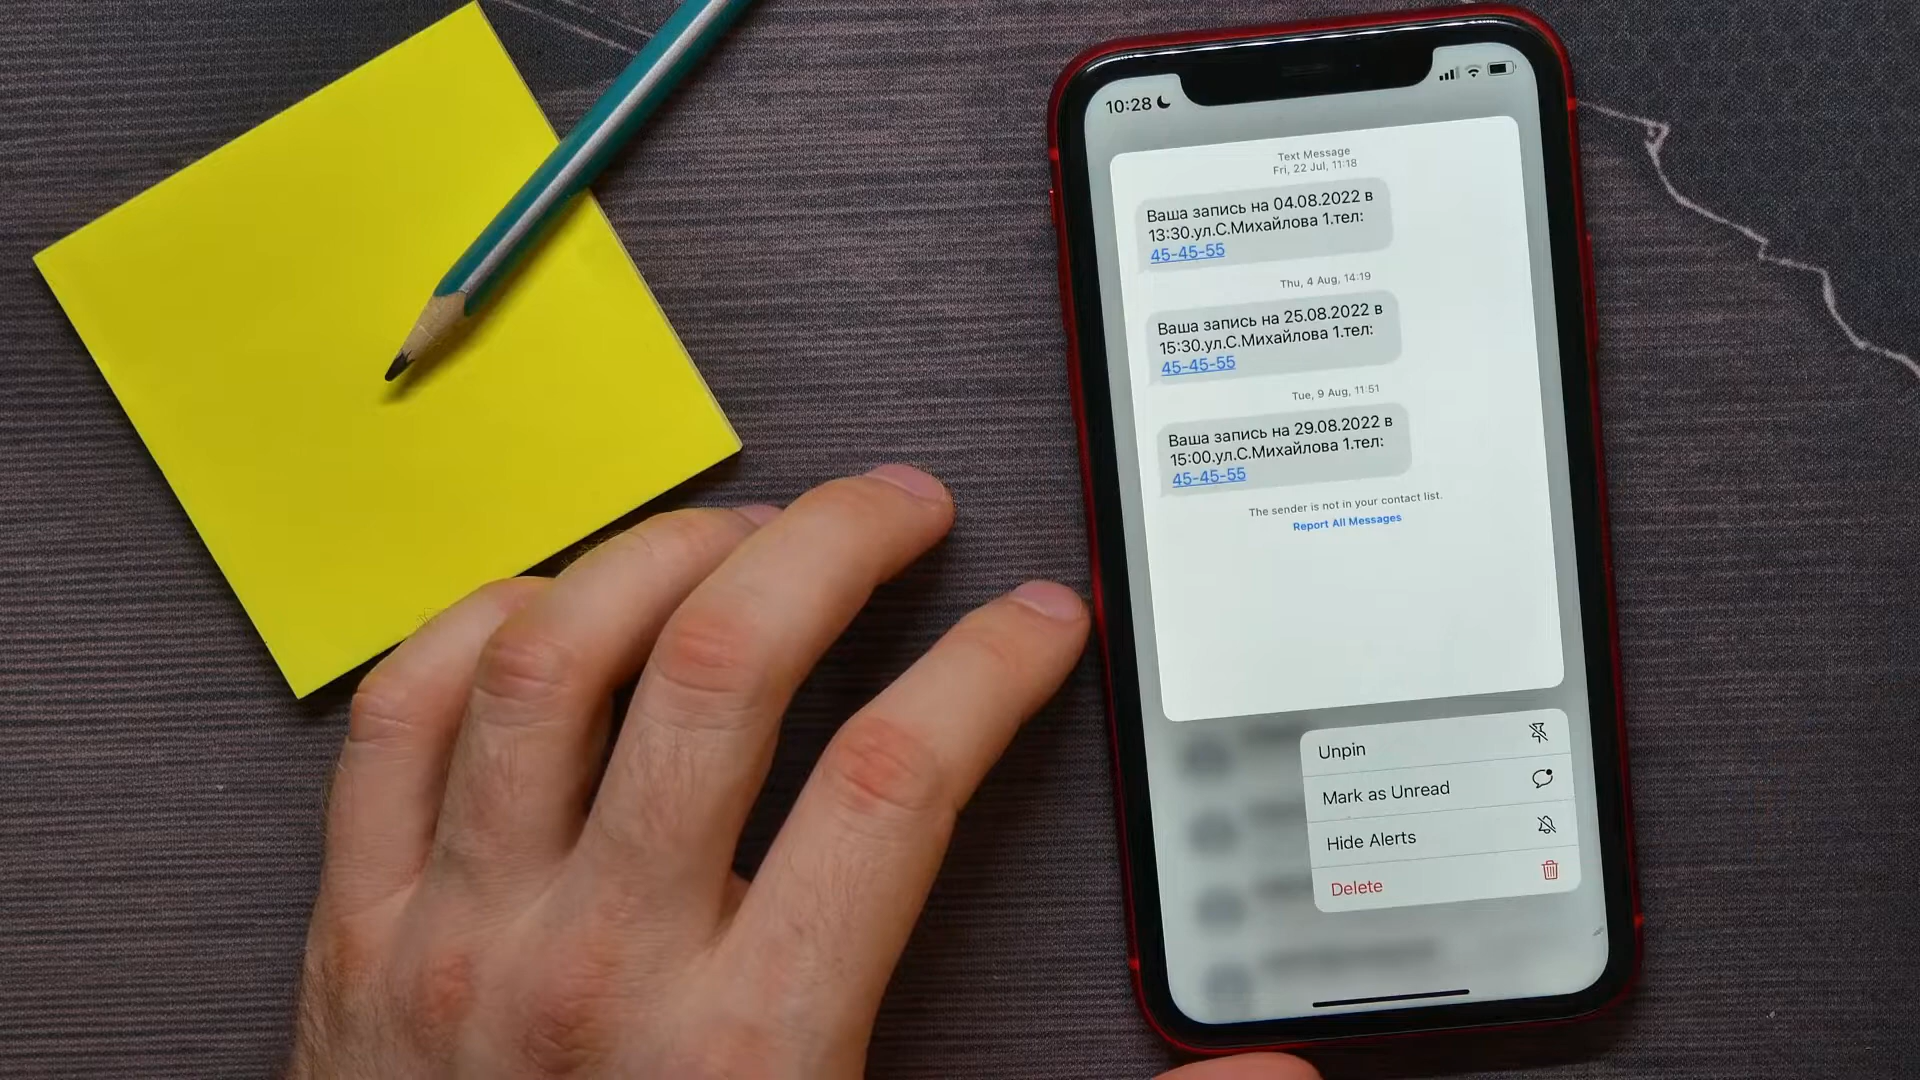 10:28
Text Message
Fri, 22 Jul, 11:18
Ваша запись на 04.08.2022 в
13:30.ул.С.Михайлова 1.тел:
45-45-55
Thu, 4 Aug, 14:19
Ваша запись на 25.08.2022 в
15:30.ул.С.Михайлова 1.тел:
45-45-55
Tue, 9 Aug, 11:51
Ваша запись на 29.08.2022 в
15:00.ул.С.Михайлова 1.тел:
45-45-55
The sender is not in your contact list.
Report All Messages
Unpin
Mark as Unread
Hide Alerts
Delete